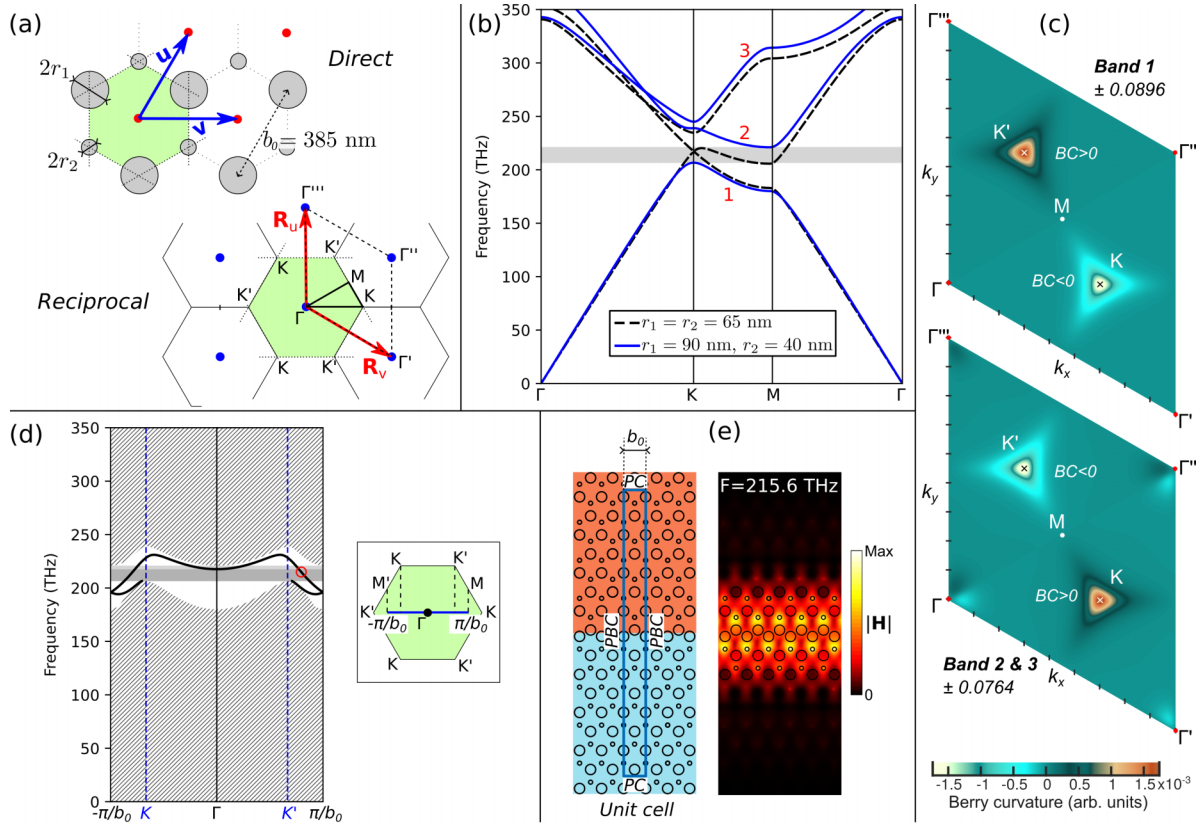 (a)
2r₁
2r₂
u
v
Direct
b₀= 385 nm
Γ'''
Rᵤ
Γ''
K'
K
M
K'
K
Γ
K
K'
Γ'
Rᵥ
Reciprocal
(b)
Frequency (THz)
350
300
250
200
150
100
50
0
3
2
1
r₁ = r₂ = 65 nm
r₁ = 90 nm, r₂ = 40 nm
Γ
K
M
Γ
(c)
Γ'''
Band 1
± 0.0896
K'
BC>0
Γ''
k_y
M
K
BC<0
Γ
k_x
Γ'
Γ'''
K'
BC<0
Γ''
k_y
M
K
BC>0
Γ
Band 2 & 3
± 0.0764
k_x
Γ'
-1.5
-1
-0.5
0
0.5
1
1.5×10⁻³
Berry curvature (arb. units)
(d)
Frequency (THz)
350
300
250
200
150
100
50
0
-π/b₀
K
Γ
K'
π/b₀
K
K'
M'
M
K'
-π/b₀
Γ
π/b₀
K
K
K'
(e)
b₀
PC
PBC
PBC
PC
Unit cell
F=215.6 THz
Max
|H|
0